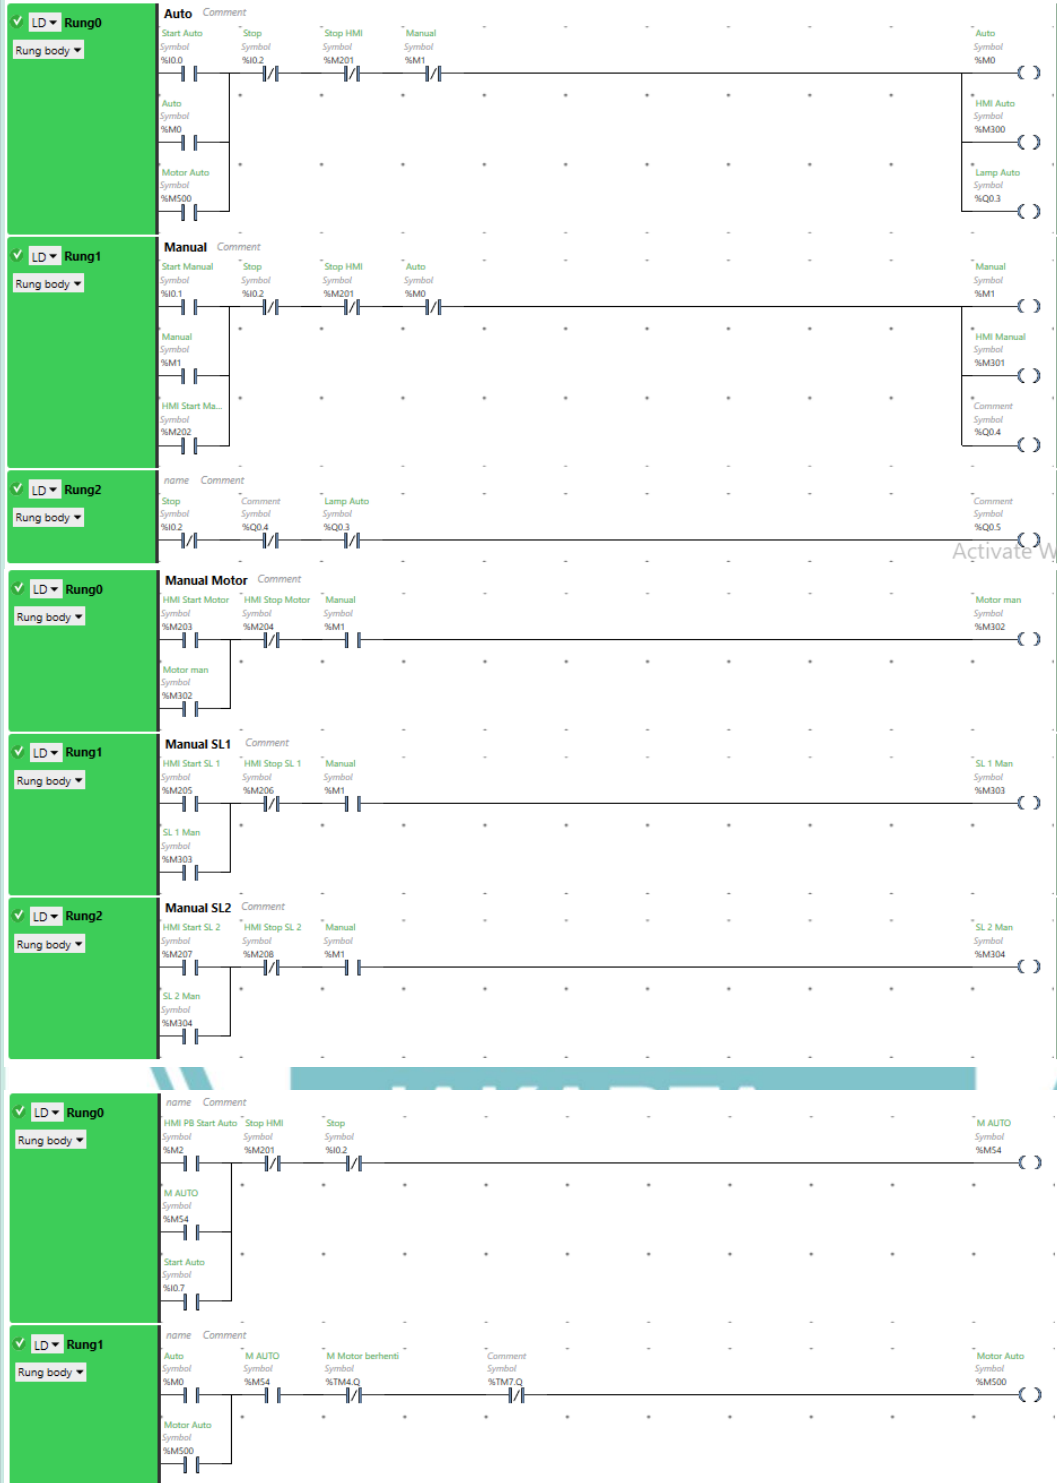 Auto Comment
LD Rung0
Rung body
Start Auto Stop Stop HMI Manual Auto
Symbol Symbol Symbol Symbol Symbol
%I0.0 %I0.2 %M201 %M1 %M0
Auto HMI Auto
Symbol Symbol
%M0 %M300
Motor Auto Lamp Auto
Symbol Symbol
%M500 %Q0.3
Manual Comment
LD Rung1
Rung body
Start Manual Stop Stop HMI Auto Manual
Symbol Symbol Symbol Symbol Symbol
%I0.1 %I0.2 %M201 %M0 %M1
Manual HMI Manual
Symbol Symbol
%M1 %M301
HMI Start Ma... Comment
Symbol Symbol
%M202 %Q0.4
name Comment
LD Rung2
Rung body
Stop Comment Lamp Auto Comment
Symbol Symbol Symbol Symbol
%I0.2 %Q0.4 %Q0.3 %Q0.5
Activate W
Manual Motor Comment
LD Rung0
Rung body
HMI Start Motor HMI Stop Motor Manual Motor man
Symbol Symbol Symbol Symbol
%M203 %M204 %M1 %M302
Motor man
Symbol
%M302
Manual SL1 Comment
LD Rung1
Rung body
HMI Start SL 1 HMI Stop SL 1 Manual SL 1 Man
Symbol Symbol Symbol Symbol
%M205 %M206 %M1 %M303
SL 1 Man
Symbol
%M303
Manual SL2 Comment
LD Rung2
Rung body
HMI Start SL 2 HMI Stop SL 2 Manual SL 2 Man
Symbol Symbol Symbol Symbol
%M207 %M208 %M1 %M304
SL 2 Man
Symbol
%M304
name Comment
LD Rung0
Rung body
HMI PB Start Auto Stop HMI Stop M AUTO
Symbol Symbol Symbol Symbol
%M2 %M201 %I0.2 %M54
M AUTO
Symbol
%M54
Start Auto
Symbol
%I0.7
name Comment
LD Rung1
Rung body
Auto M AUTO M Motor berhenti Comment Motor Auto
Symbol Symbol Symbol Symbol Symbol
%M0 %M54 %TM4.Q %TM7.Q %M500
Motor Auto
Symbol
%M500